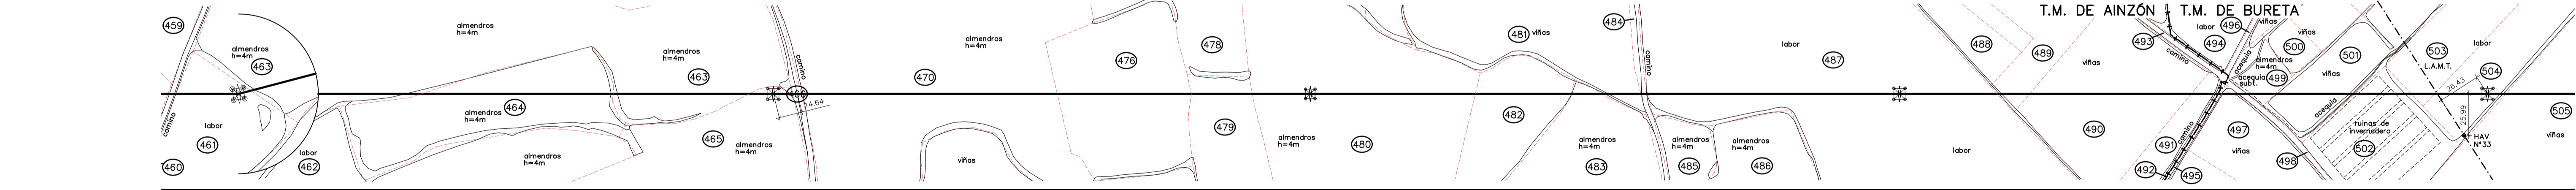 T.M. DE AINZÓN - T.M. DE BURETA
459
almendros
h=4m
463
camino
labor
461
460
labor
462
almendros
h=4m
almendros
h=4m
464
almendros
h=4m
almendros
h=4m
463
465
almendros
h=4m
camino
466
14.64
470
almendros
h=4m
viñas
476
478
479
almendros
h=4m
480
481
viñas
482
484
camino
almendros
h=4m
483
almendros
h=4m
485
almendros
h=4m
486
labor
487
labor
488
489
viñas
490
493
camino
labor
494
496
viñas
acequia
almendros
h=4m
500
499
acequia
subt.
501
viñas
acequia
491
camino
492
495
497
viñas
498
ruinas de
invernadero
502
503
L.A.M.T.
labor
504
26.43
25.99
HAV
Nº33
505
viñas